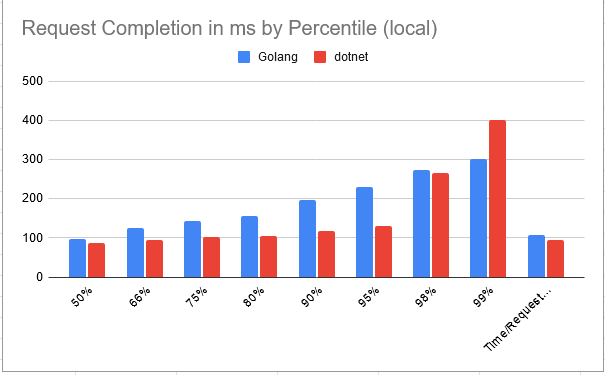 Request Completion in ms by Percentile (local)
Golang dotnet
500
400
300
200
100
0
50% 66% 75% 80% 90% 95% 98% 99% Time/Request...